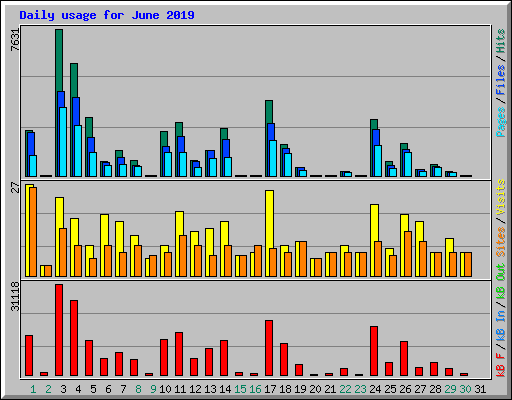 Daily usage for June 2019
7631
27
31118
Pages / Files / Hits
kB F / kB In / kB Out Sites / Visits
1 2 3 4 5 6 7 8 9 10 11 12 13 14 15 16 17 18 19 20 21 22 23 24 25 26 27 28 29 30 31